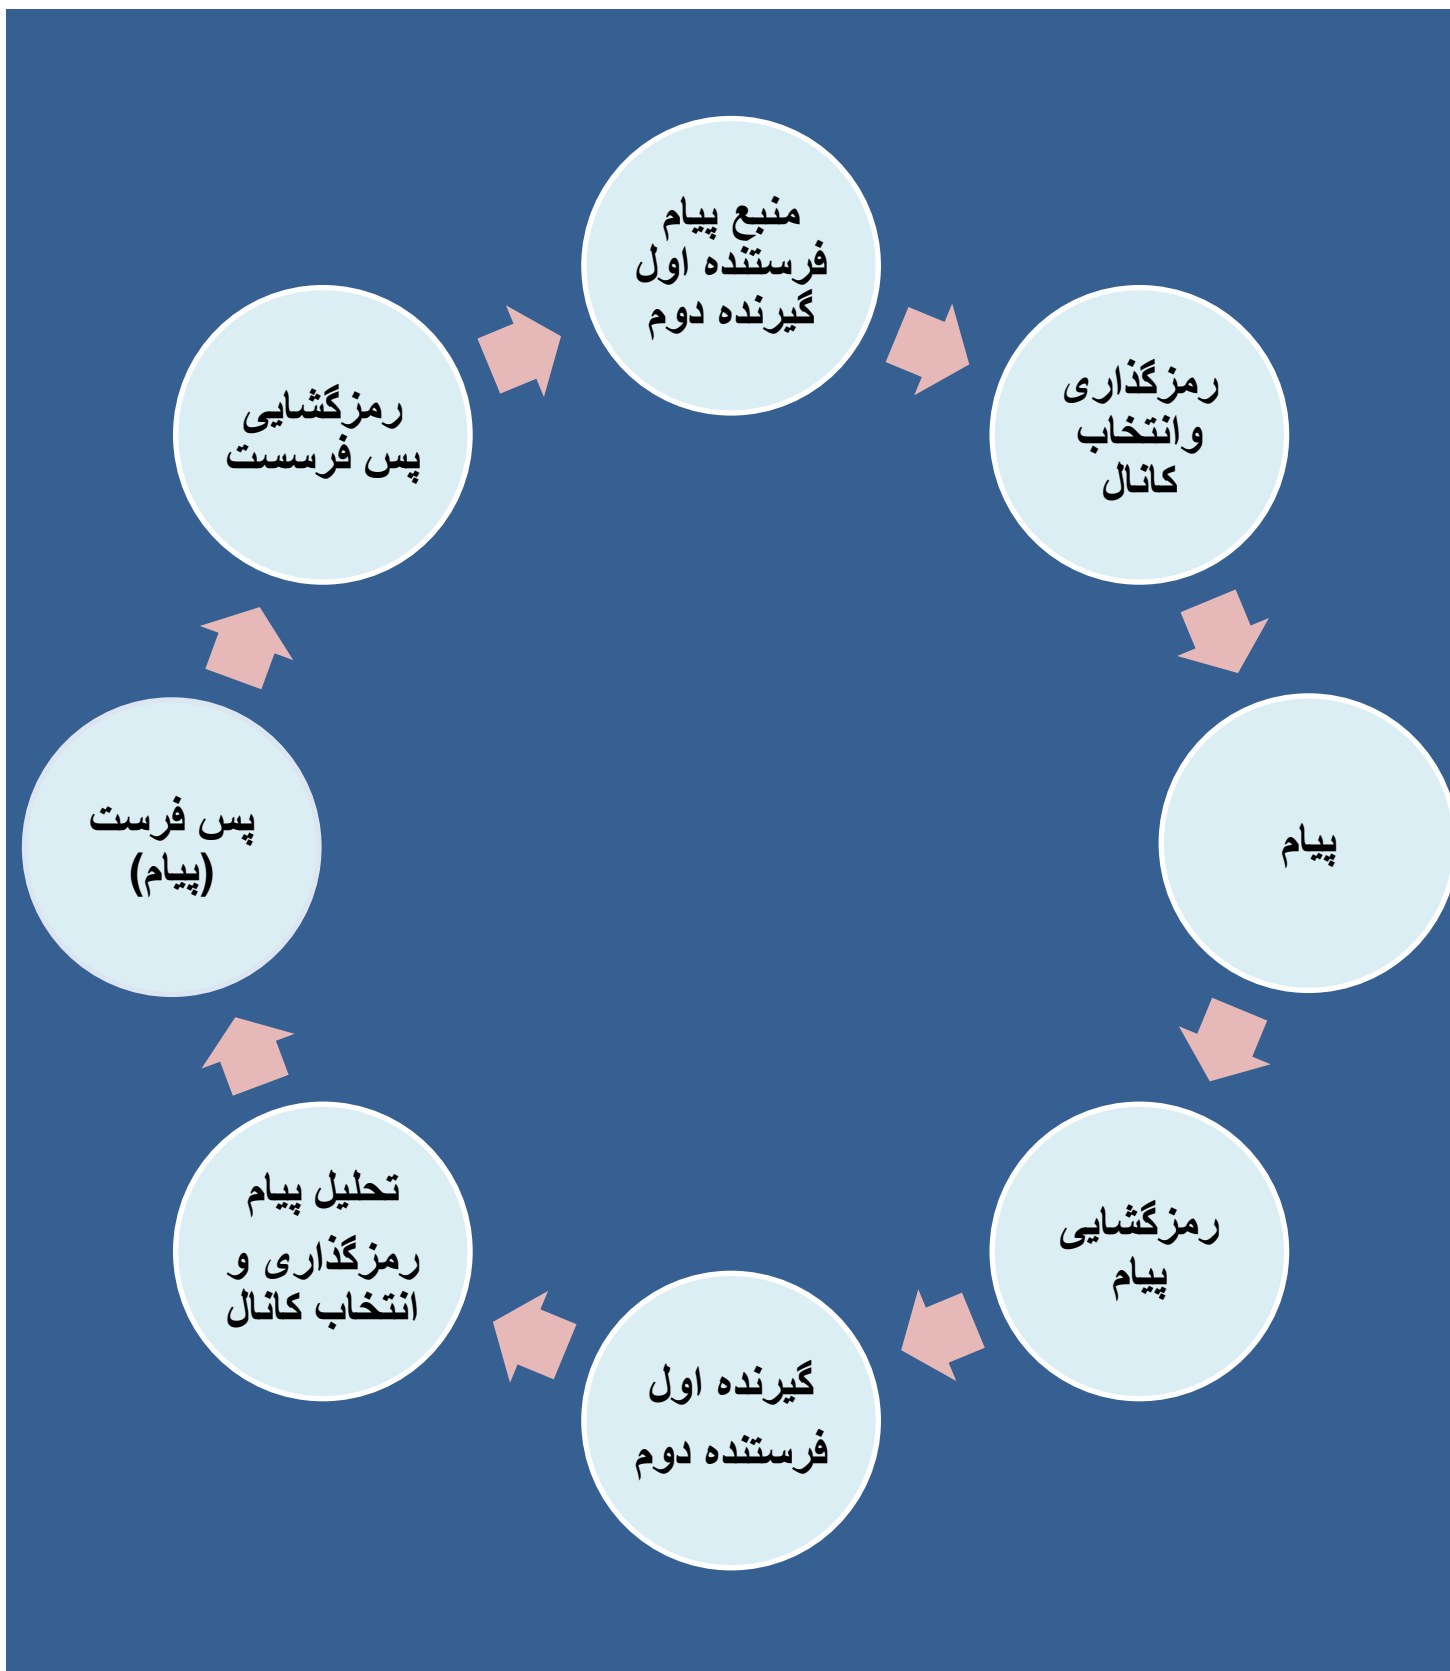 منبع پیام
فرستنده اول
گیرنده دوم
رمزگذاری
وانتخاب
کانال
پیام
رمزگشایی
پیام
گیرنده اول
فرستنده دوم
تحلیل پیام
رمزگذاری و
انتخاب کانال
پس فرست
(پیام)
رمزگشایی
پس فرسست